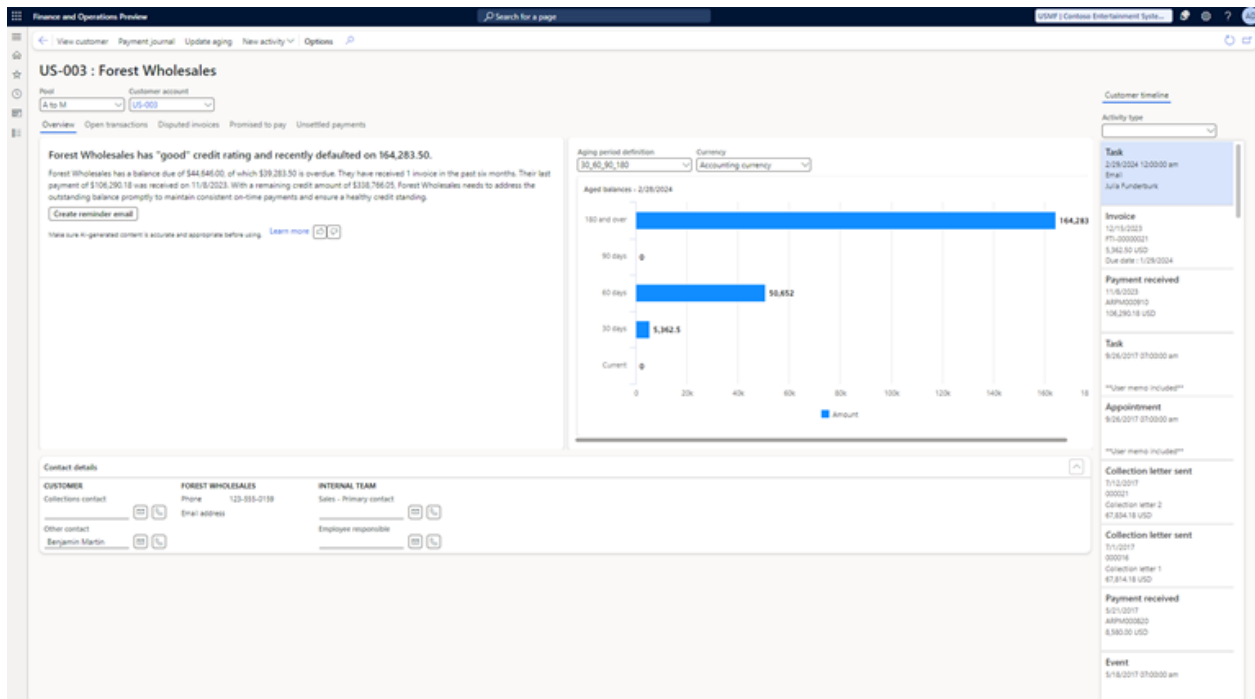 Finance and Operations Preview
Search for a page
USMF | Contoso Entertainment Syste...
View customer Payment journal Update aging New activity Options
US-003 : Forest Wholesales
Pool Customer account
A to M US-003
Overview Open transactions Disputed invoices Promised to pay Unsettled payments
Forest Wholesales has "good" credit rating and recently defaulted on 164,283.50.
Forest Wholesales has a balance due of $44,646.00, of which $39,283.50 is overdue. They have received 1 invoice in the past six months. Their last
payment of $106,290.18 was received on 11/8/2023. With a remaining credit amount of $338,766.05, Forest Wholesales needs to address the
outstanding balance promptly to maintain consistent on-time payments and ensure a healthy credit standing.
Create reminder email
Make sure AI-generated content is accurate and appropriate before using. Learn more
Aging period definition Currency
30_60_90_180 Accounting currency
Aged balances - 2/28/2024
180 and over 164,283
90 days 0
60 days 50,652
30 days 5,362.5
Current 0
0 20k 40k 60k 80k 100k 120k 140k 160k 18
Amount
Contact details
CUSTOMER FOREST WHOLESALES INTERNAL TEAM
Collections contact Phone 123-555-0159 Sales - Primary contact
Email address
Other contact Employee responsible
Benjamin Martin
Customer timeline
Activity type
Task
2/29/2024 12:00:00 am
Email
Julia Funderburk
Invoice
12/15/2023
FTI-00000021
5,362.50 USD
Due date : 1/29/2024
Payment received
11/8/2023
ARPM000910
106,290.18 USD
Task
9/26/2017 07:00:00 am
**User memo included**
Appointment
9/26/2017 07:00:00 am
**User memo included**
Collection letter sent
7/12/2017
000021
Collection letter 2
67,834.18 USD
Collection letter sent
7/1/2017
000016
Collection letter 1
67,814.18 USD
Payment received
5/21/2017
ARPM000820
8,580.00 USD
Event
5/18/2017 07:00:00 am